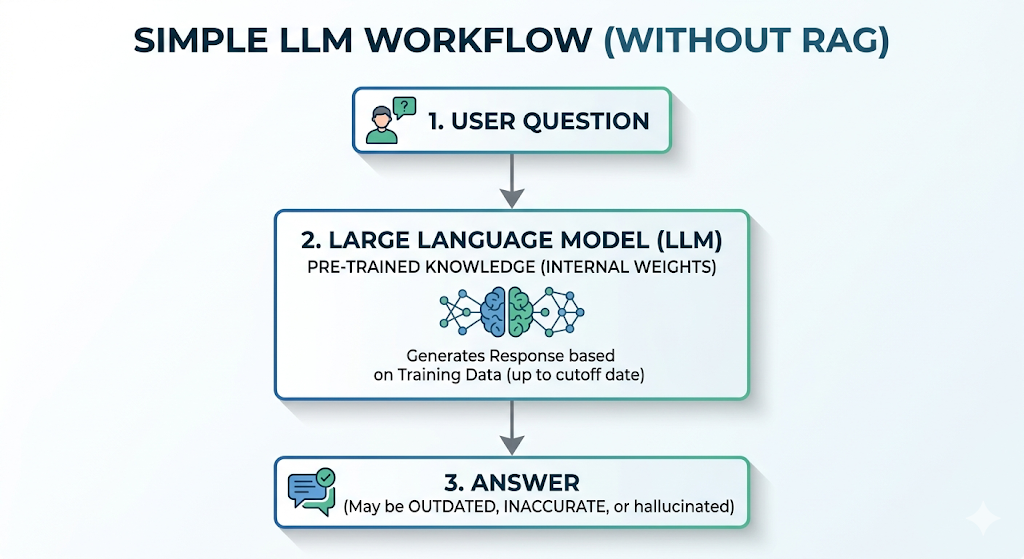 SIMPLE LLM WORKFLOW (WITHOUT RAG)
?
1. USER QUESTION
2. LARGE LANGUAGE MODEL (LLM)
PRE-TRAINED KNOWLEDGE (INTERNAL WEIGHTS)
Generates Response based
on Training Data (up to cutoff date)
3. ANSWER
(May be OUTDATED, INACCURATE, or hallucinated)